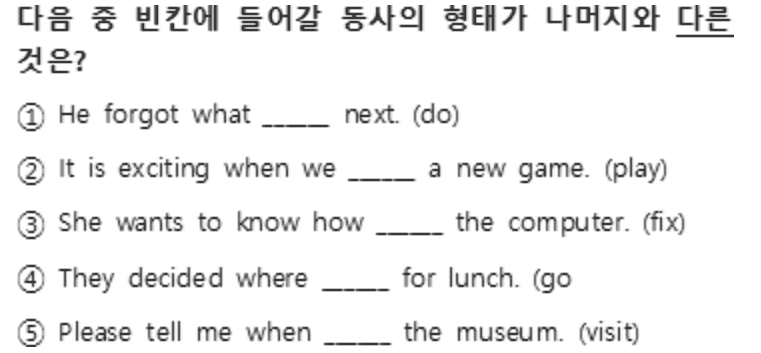 다음 중 빈칸에 들어갈 동사의 형태가 나머지와 다른
것은?
① He forgot what _____ next. (do)
② It is exciting when we _____ a new game. (play)
③ She wants to know how _____ the computer. (fix)
④ They decided where _____ for lunch. (go
⑤ Please tell me when _____ the museum. (visit)